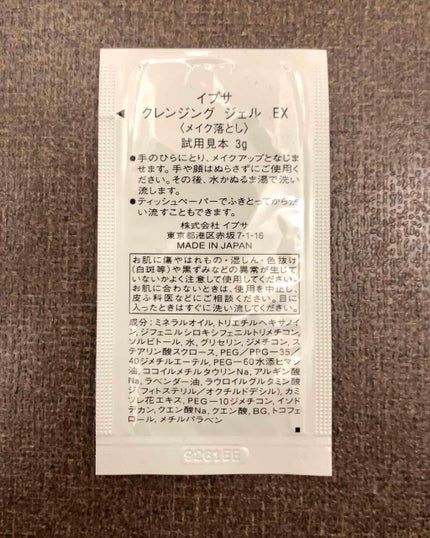 イプサ
クレンジング ジェル EX
〈メイク落とし〉
試用見本 3g
●手のひらにとり、メイクアップとなじ
ませます。手や顔はぬらさずにご使用く
ださい。その後、水かぬるま湯で洗い
流します。
●ティッシュペーパーでふきとってから洗
い流すこともできます。
株式会社 イプサ
東京都港区赤坂7-1-16
MADE IN JAPAN
お肌に傷やはれもの・湿しん・色抜け
(白斑等)や黒ずみなどの異常が生じて
いないかよく注意して使用してください。
お肌に合わないときは、使用を中止し、
皮ふ科医などにご相談ください。目に
入ったときはすぐに洗い流してください。
成分:ミネラルオイル,トリエチルヘキサノイ
ン,ジフェニルシロキシフェニルトリメチコン,
ソルビトール,水,グリセリン,ジメチコン,ス
テアリン酸スクロース,PEG/PPG-35/
40ジメチルエーテル,PEG-60水添ヒマシ
油,ココイルメチルタウリンNa,アルギン酸
Na,ラベンダー油,ラウロイルグルタミン酸
ジ(フィトステリル/オクチルドデシル),カミ
ツレ花エキス,PEG-10ジメチコン,イソド
デカン,クエン酸Na,クエン酸,BG,トコフェ
ロール,メチルパラベン